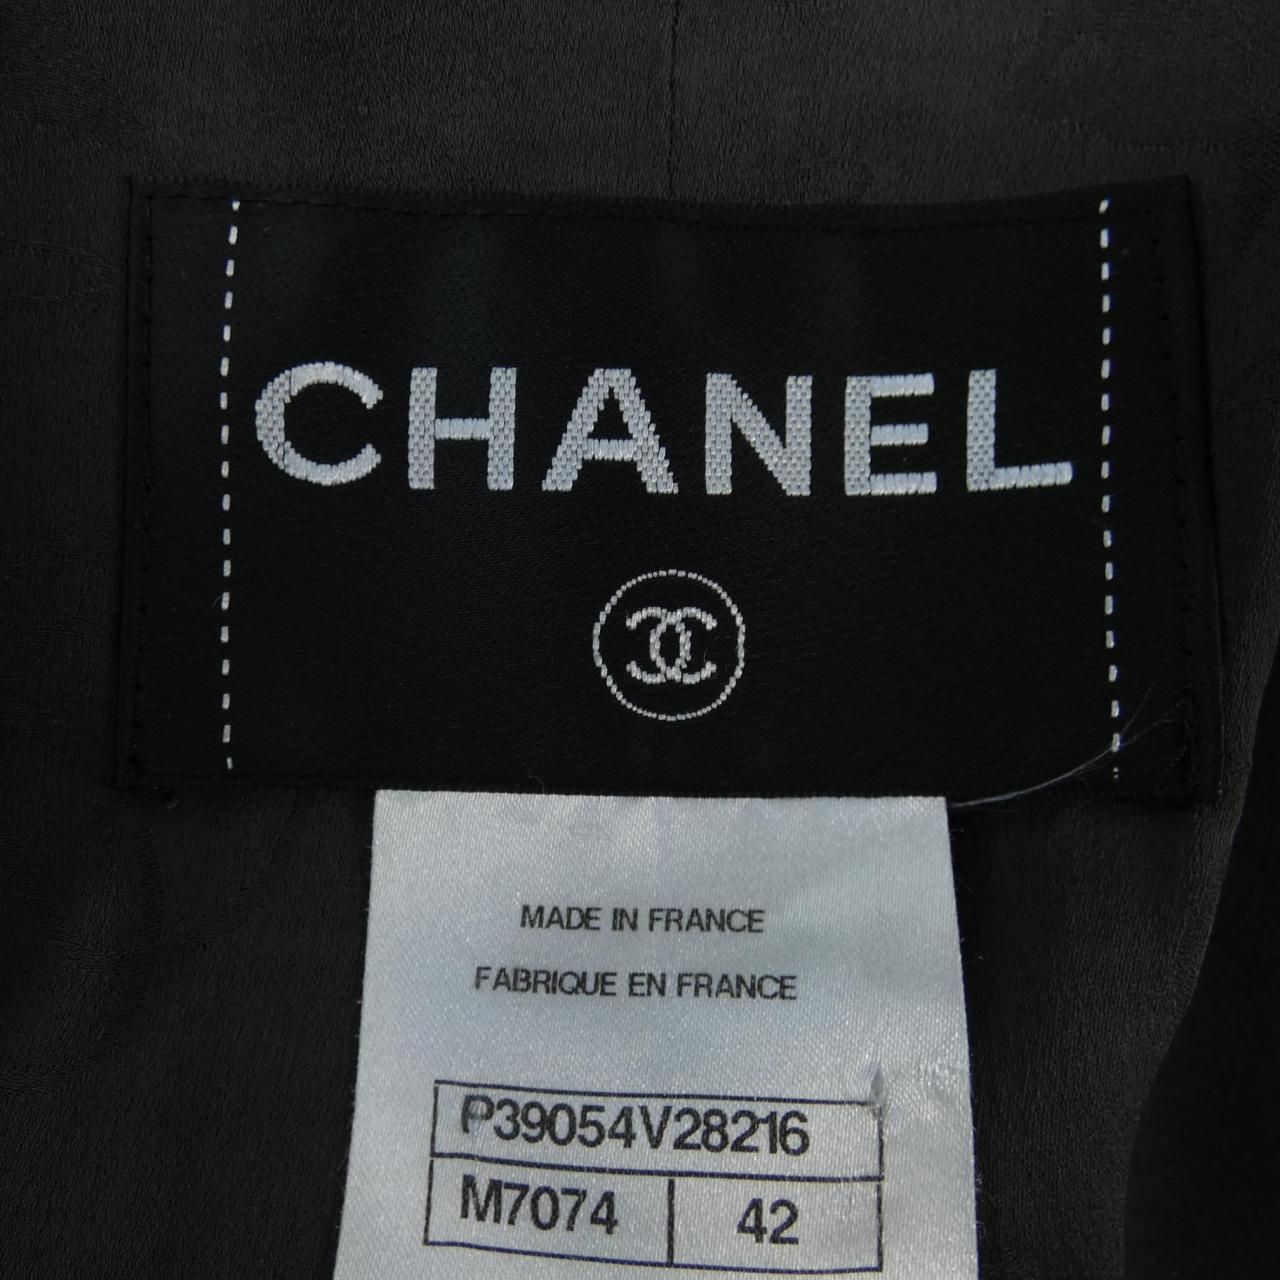 CHANEL
MADE IN FRANCE
FABRIQUE EN FRANCE
P39054V28216
M7074 42